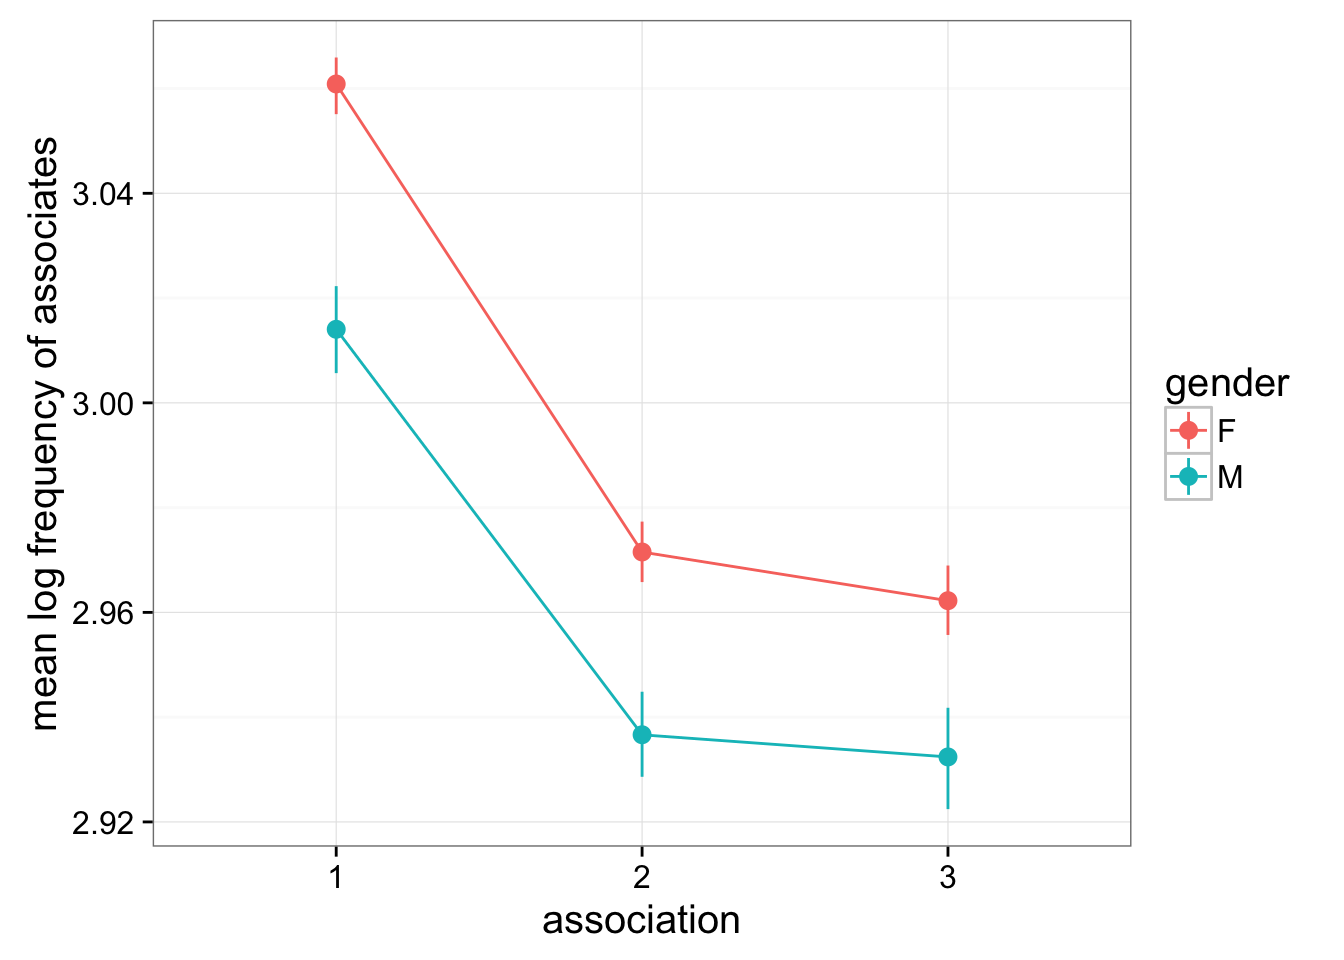 mean log frequency of associates
3.04
3.00
2.96
2.92
1 2 3
association
gender
F
M